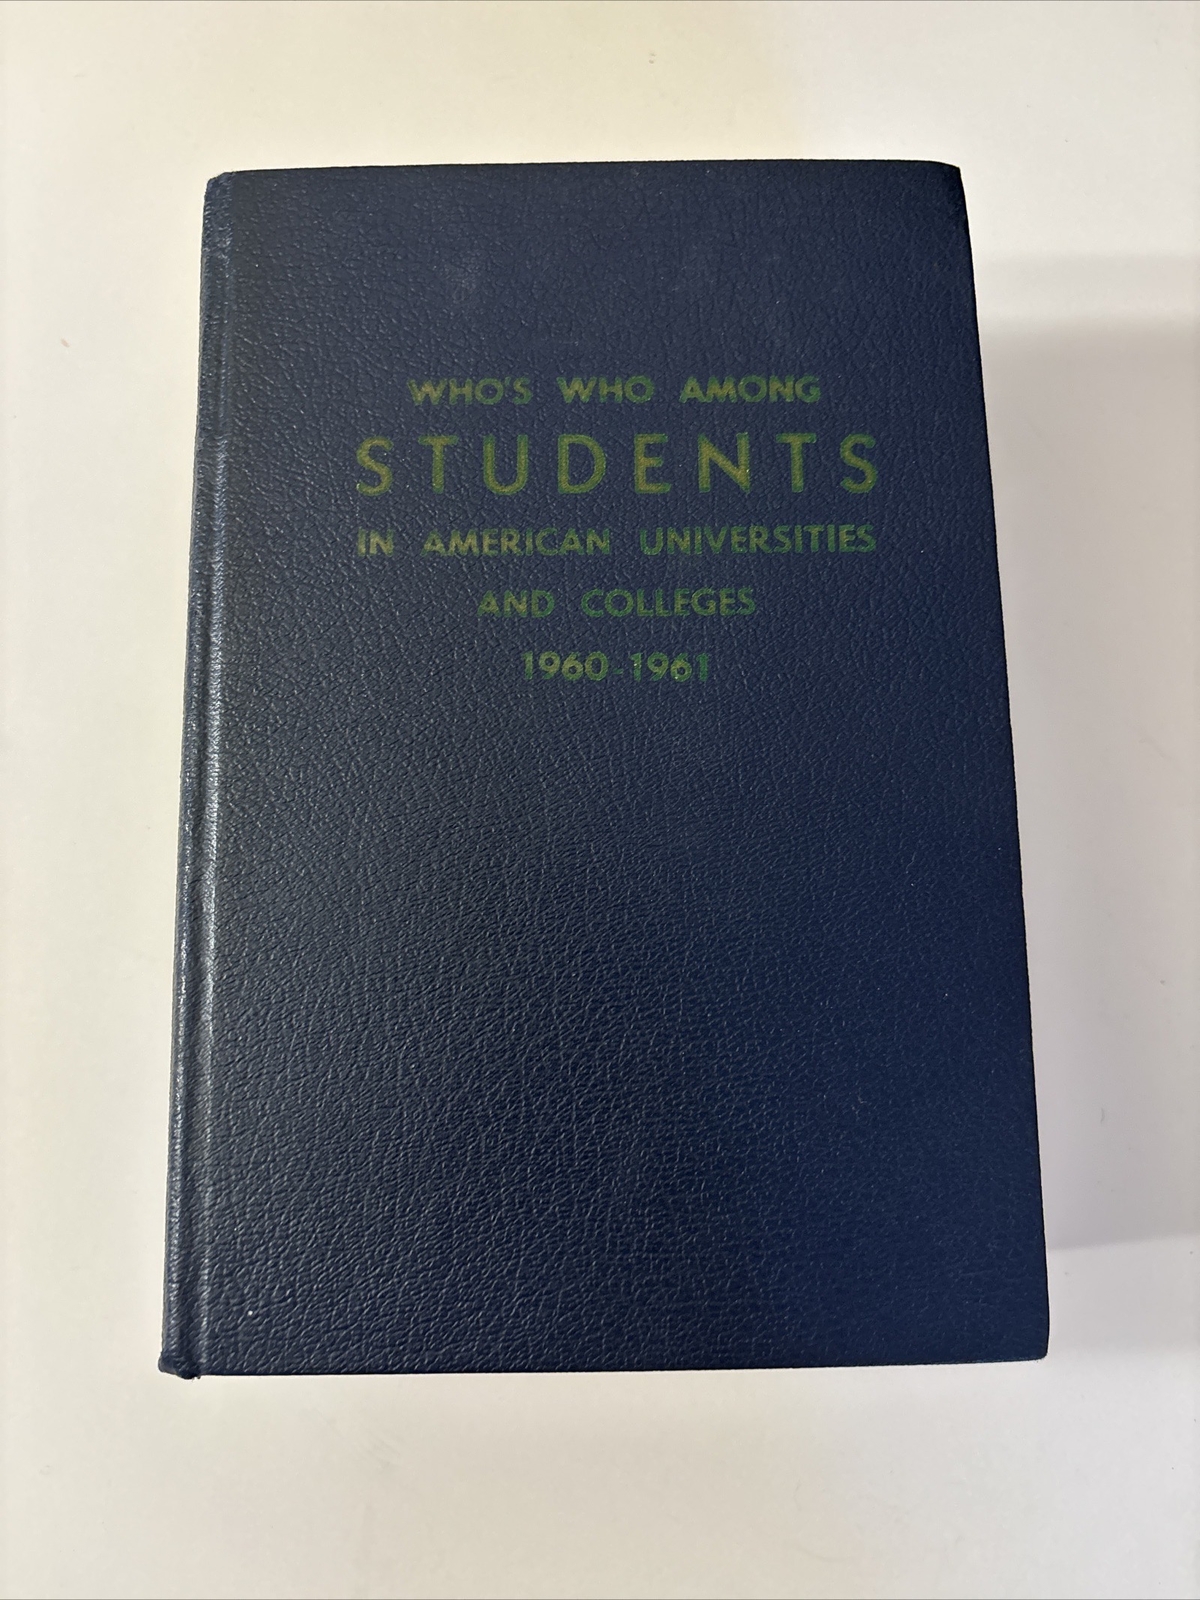 WHO'S WHO AMONG
STUDENTS
IN AMERICAN UNIVERSITIES
AND COLLEGES
1960-1961